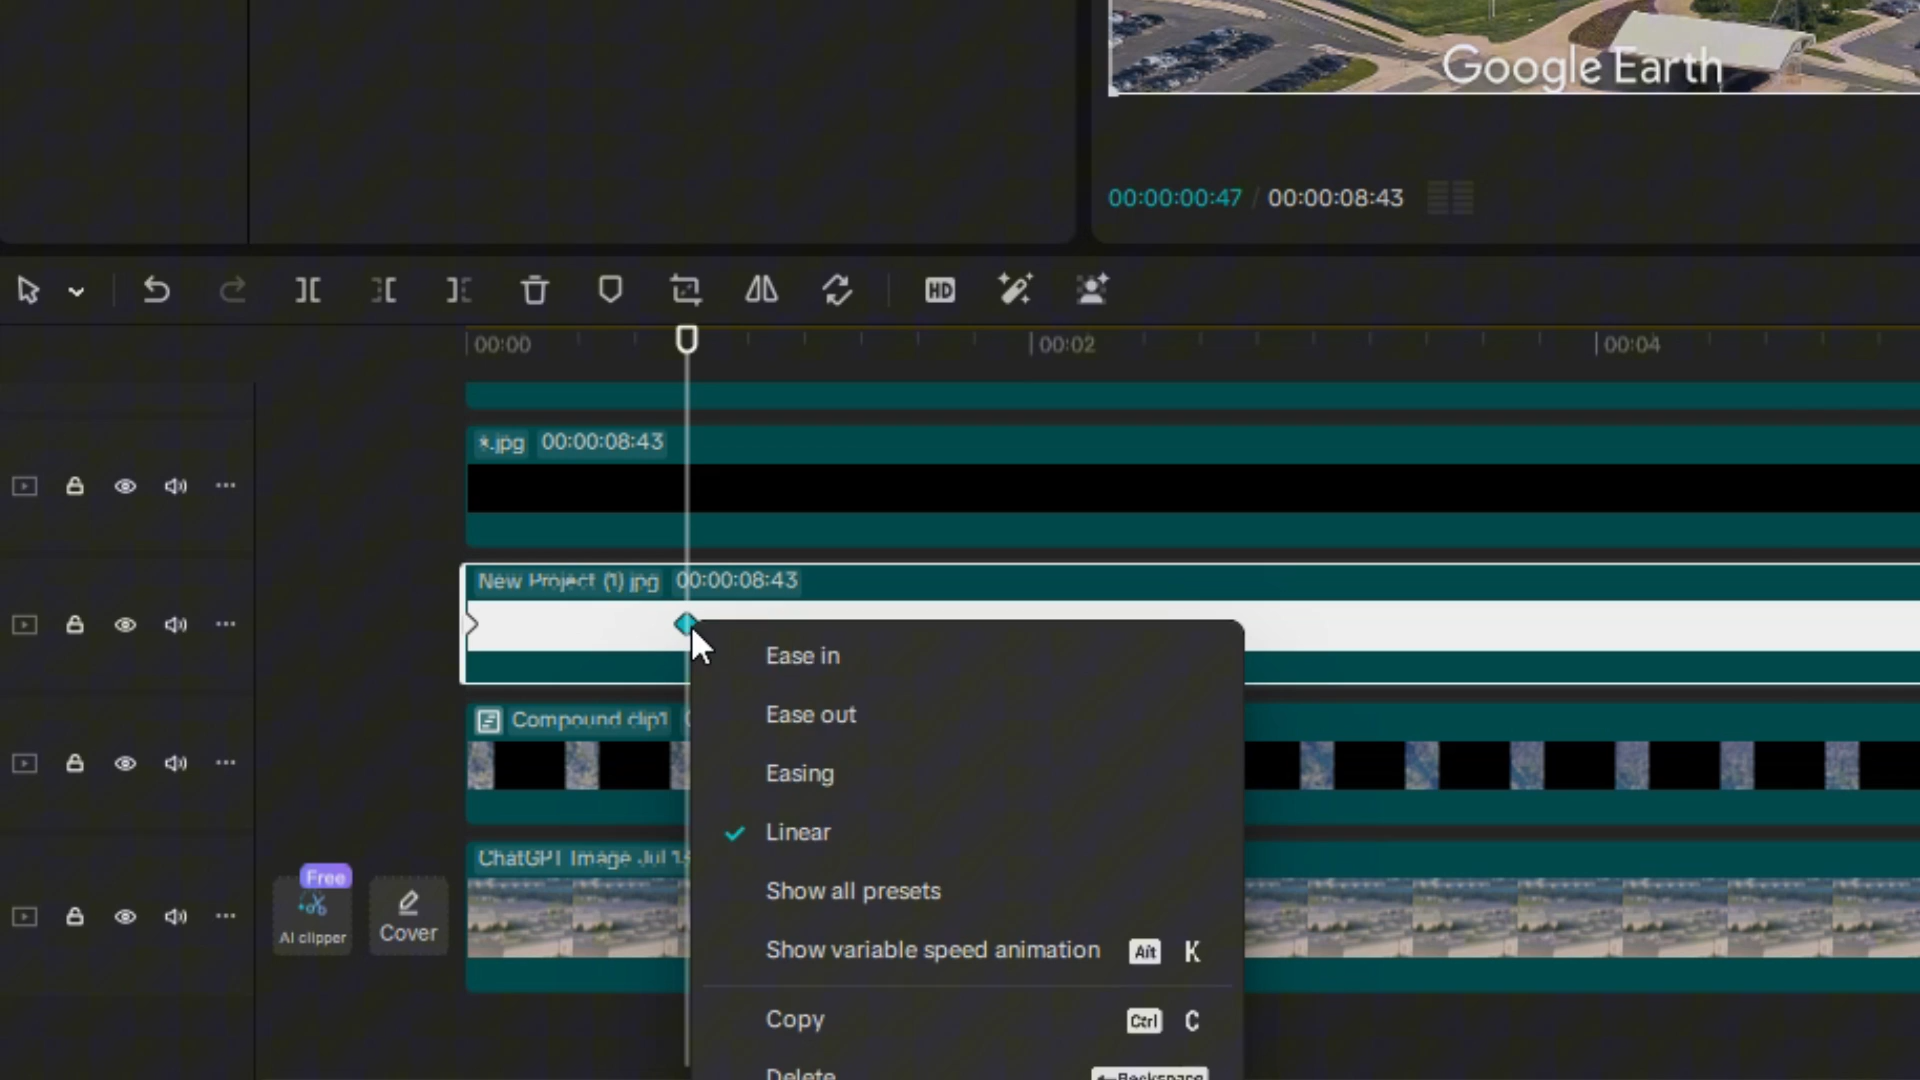 Google Earth
00:00:00:47 / 00:00:08:43
HD
00:00 00:02 00:04
.jpg 00:00:08:43
New Project (1).jpg 00:00:08:43
Ease in
Ease out
Compound clip1
Easing
Linear
ChatGPT Image Jul
Free
AI clipper
Cover
Show all presets
Show variable speed animation Alt K
Copy Ctrl C
Delete Backspace